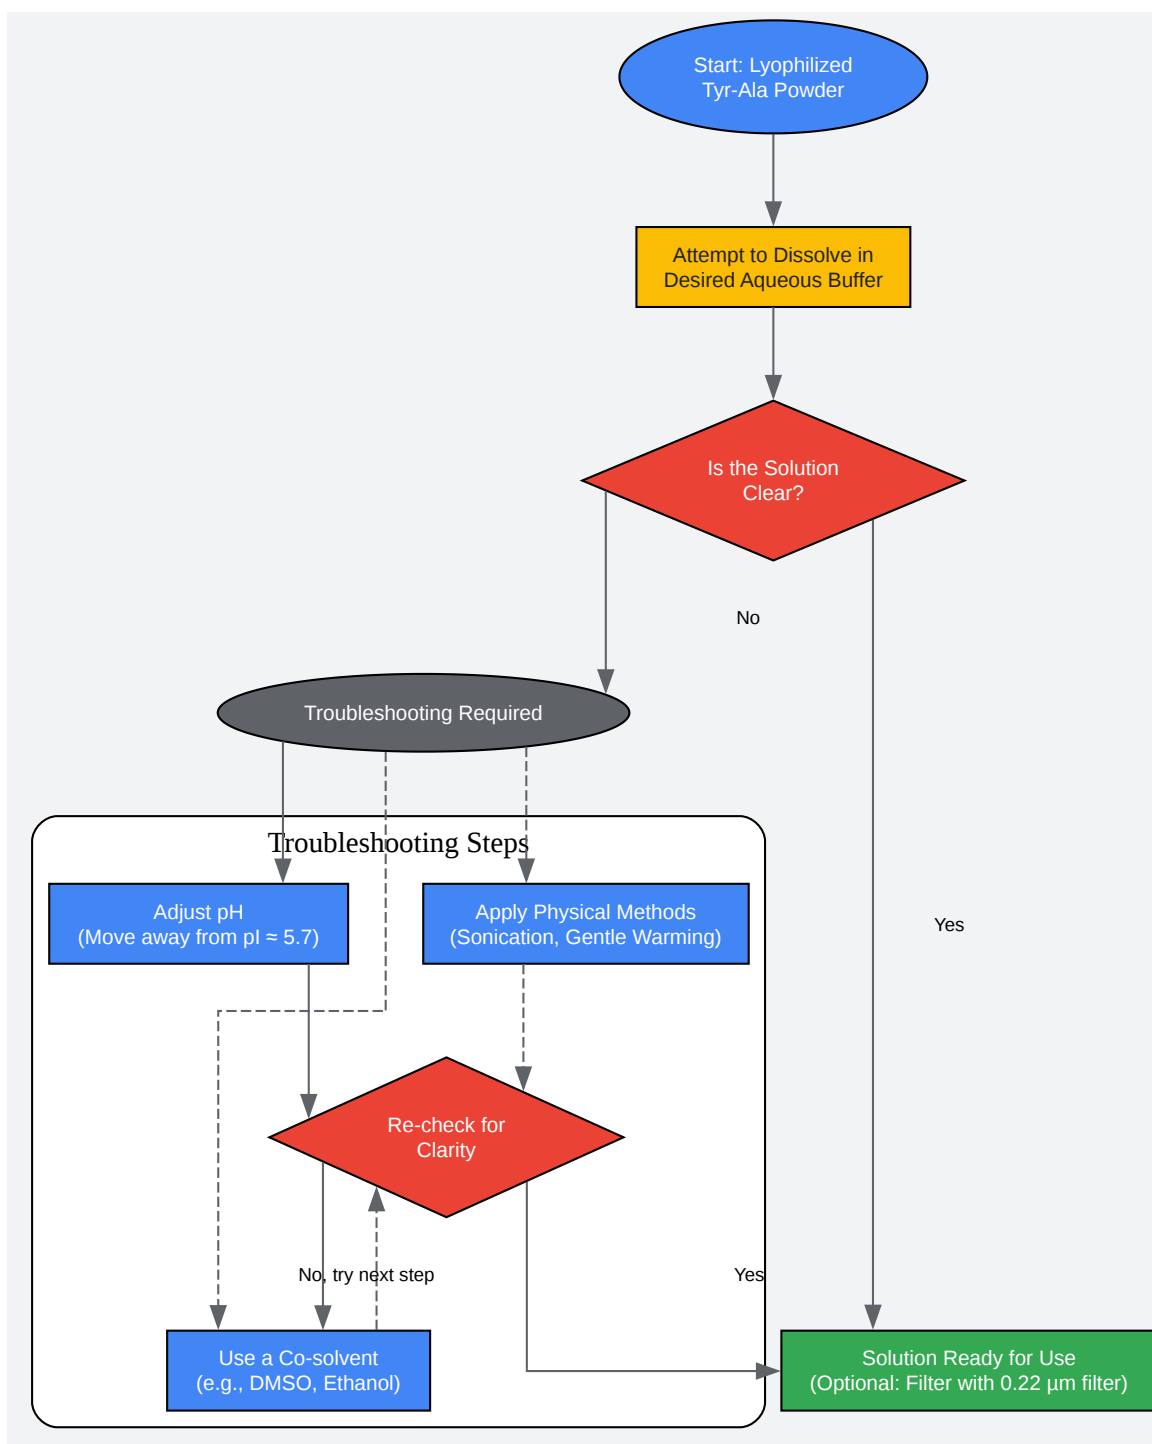 Start: Lyophilized
Tyr-Ala Powder
Attempt to Dissolve in
Desired Aqueous Buffer
Is the Solution
Clear?
No
Troubleshooting Required
Troubleshooting Steps
Adjust pH
(Move away from pI ≈ 5.7)
Apply Physical Methods
(Sonication, Gentle Warming)
Yes
Re-check for
Clarity
No, try next step
Yes
Use a Co-solvent
(e.g., DMSO, Ethanol)
Solution Ready for Use
(Optional: Filter with 0.22 µm filter)